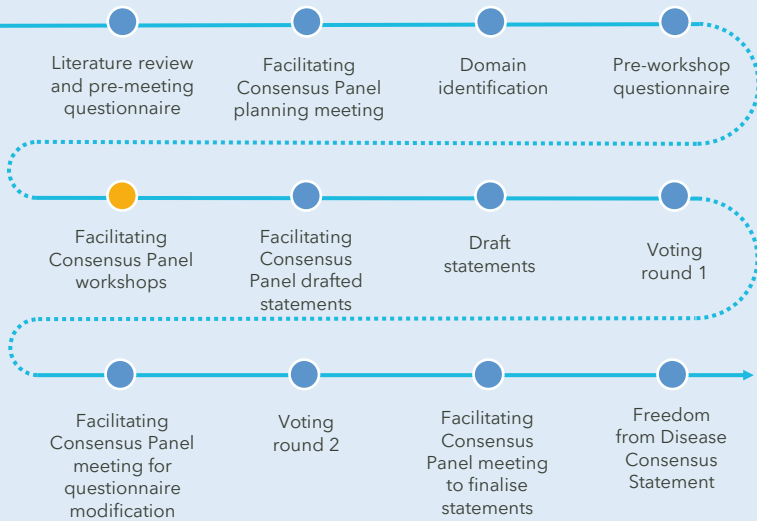 Literature review
and pre-meeting
questionnaire
Facilitating
Consensus Panel
planning meeting
Domain
identification
Pre-workshop
questionnaire
Facilitating
Consensus Panel
workshops
Facilitating
Consensus
Panel drafted
statements
Draft
statements
Voting
round 1
Facilitating
Consensus Panel
meeting for
questionnaire
modification
Voting
round 2
Facilitating
Consensus
Panel meeting
to finalise
statements
Freedom
from Disease
Consensus
Statement